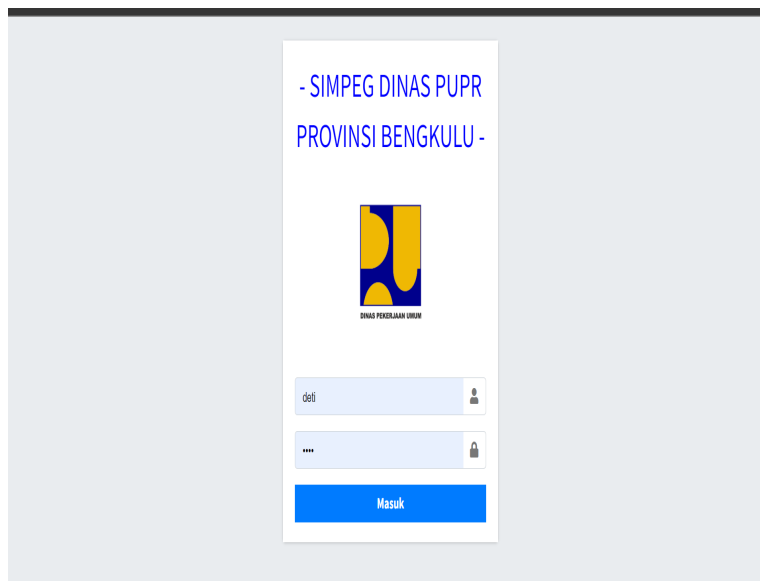 - SIMPEG DINAS PUPR
PROVINSI BENGKULU -
DINAS PEKERJAAN UMUM
deti
••••
Masuk